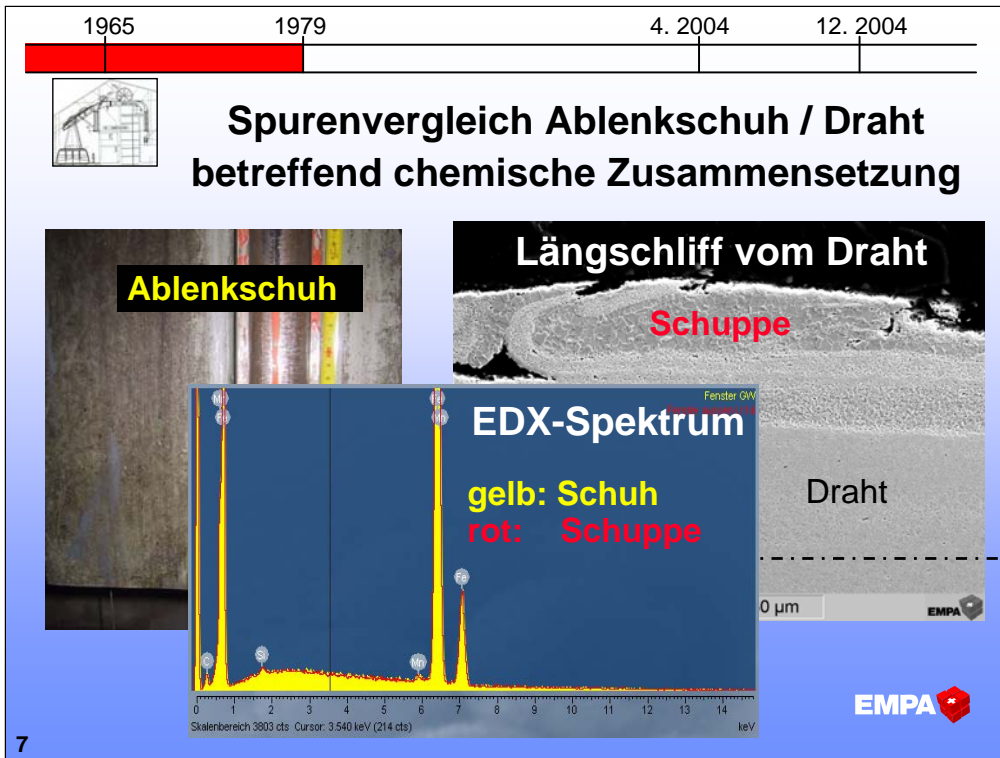 1965 1979 4. 2004 12. 2004
Spurenvergleich Ablenkschuh / Draht
betreffend chemische Zusammensetzung
Ablenkschuh
Längschliff vom Draht
Schuppe
Draht
0 µm
EMPA
Fenster GW
EDX-Spektrum
gelb: Schuh
rot: Schuppe
Mn Fe
Fe Mn
Fe
C Si Mn
0 1 2 3 4 5 6 7 8 9 10 11 12 13 14
Skalenbereich 3803 cts Cursor: 3.540 keV (214 cts) keV
EMPA
7